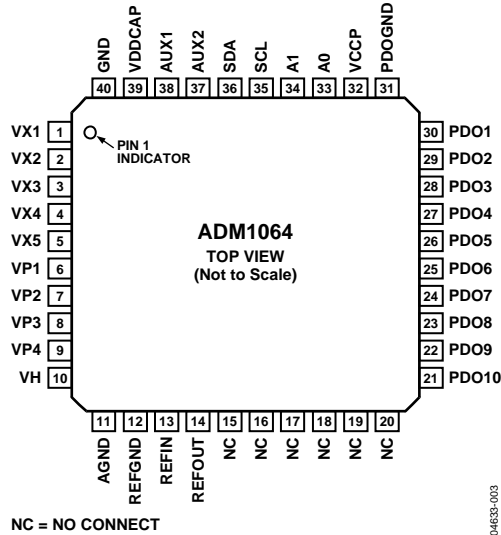 GND
VDDCAP
AUX1
AUX2
SDA
SCL
A1
A0
VCCP
PDOGND
40 39 38 37 36 35 34 33 32 31
VX1 1
VX2 2
VX3 3
VX4 4
VX5 5
VP1 6
VP2 7
VP3 8
VP4 9
VH 10
PIN 1
INDICATOR
ADM1064
TOP VIEW
(Not to Scale)
30 PDO1
29 PDO2
28 PDO3
27 PDO4
26 PDO5
25 PDO6
24 PDO7
23 PDO8
22 PDO9
21 PDO10
11 12 13 14 15 16 17 18 19 20
AGND
REFGND
REFIN
REFOUT
NC
NC
NC
NC
NC
NC
NC = NO CONNECT
04633-003